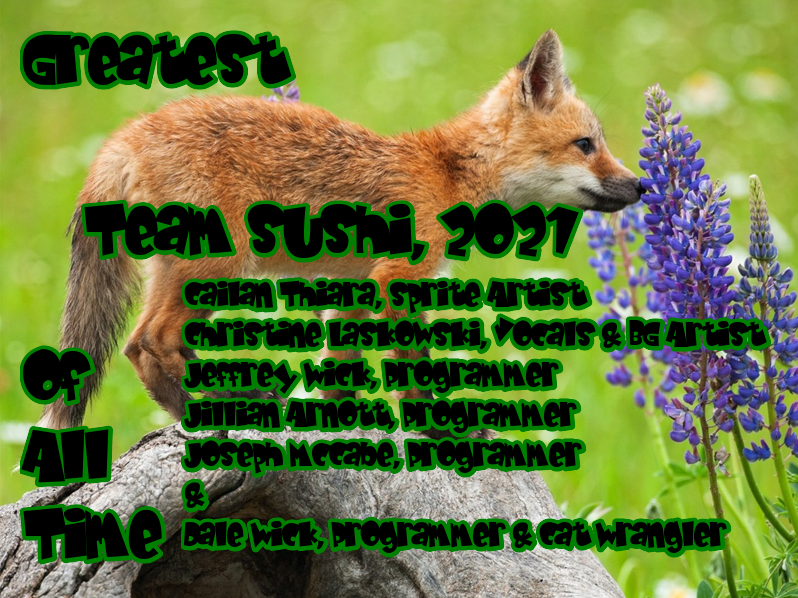 Greatest
Team Sushi, 2021
Cailan Thiara, Sprite Artist
Christine Laskowski, Vocals & BG Artist
Jeffrey Wick, Programmer
Jillian Arnott, Programmer
Joseph McCabe, Programmer
&
Dale Wick, Programmer & Cat Wrangler
Of
All
Time